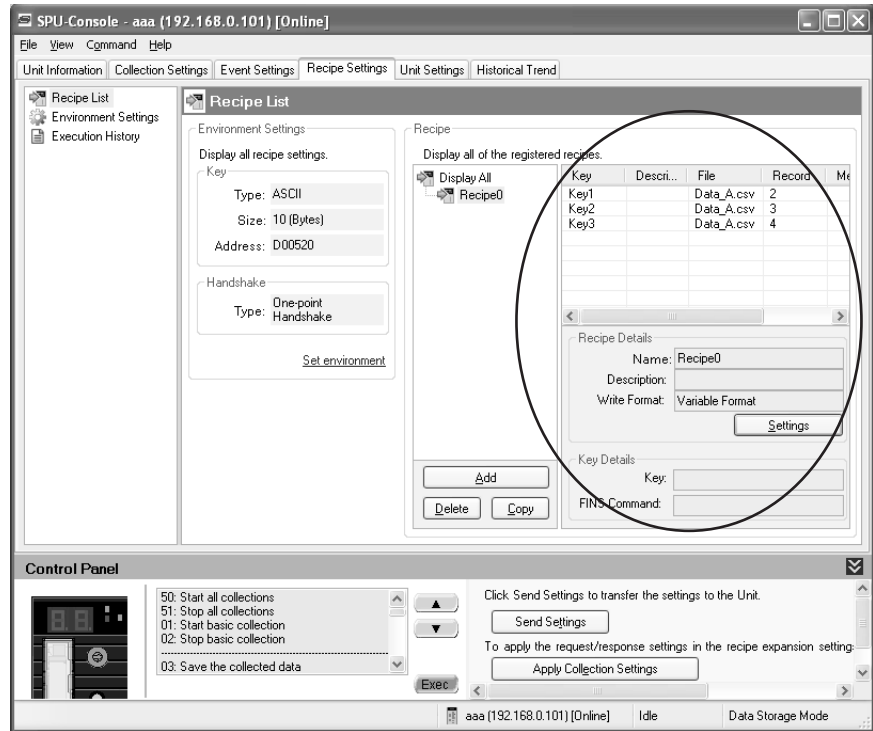 SPU-Console - aaa (192.168.0.101) [Online]
File View Command Help
Unit Information Collection Settings Event Settings Recipe Settings Unit Settings Historical Trend
Recipe List
Environment Settings
Execution History
Recipe List
Environment Settings
Display all recipe settings.
Key
Type: ASCII
Size: 10 (Bytes)
Address: D00520
Handshake
Type: One-point
Handshake
Set environment
Recipe
Display all of the registered recipes.
Display All
Recipe0
Add
Delete Copy
Key Descri... File Record Me
Key1 Data_A.csv 2
Key2 Data_A.csv 3
Key3 Data_A.csv 4
Recipe Details
Name: Recipe0
Description:
Write Format: Variable Format
Settings
Key Details
Key:
FINS Command:
Control Panel
50: Start all collections
51: Stop all collections
01: Start basic collection
02: Stop basic collection
03: Save the collected data
Exec
Click Send Settings to transfer the settings to the Unit.
Send Settings
To apply the request/response settings in the recipe expansion setting
Apply Collection Settings
aaa (192.168.0.101) [Online] Idle Data Storage Mode